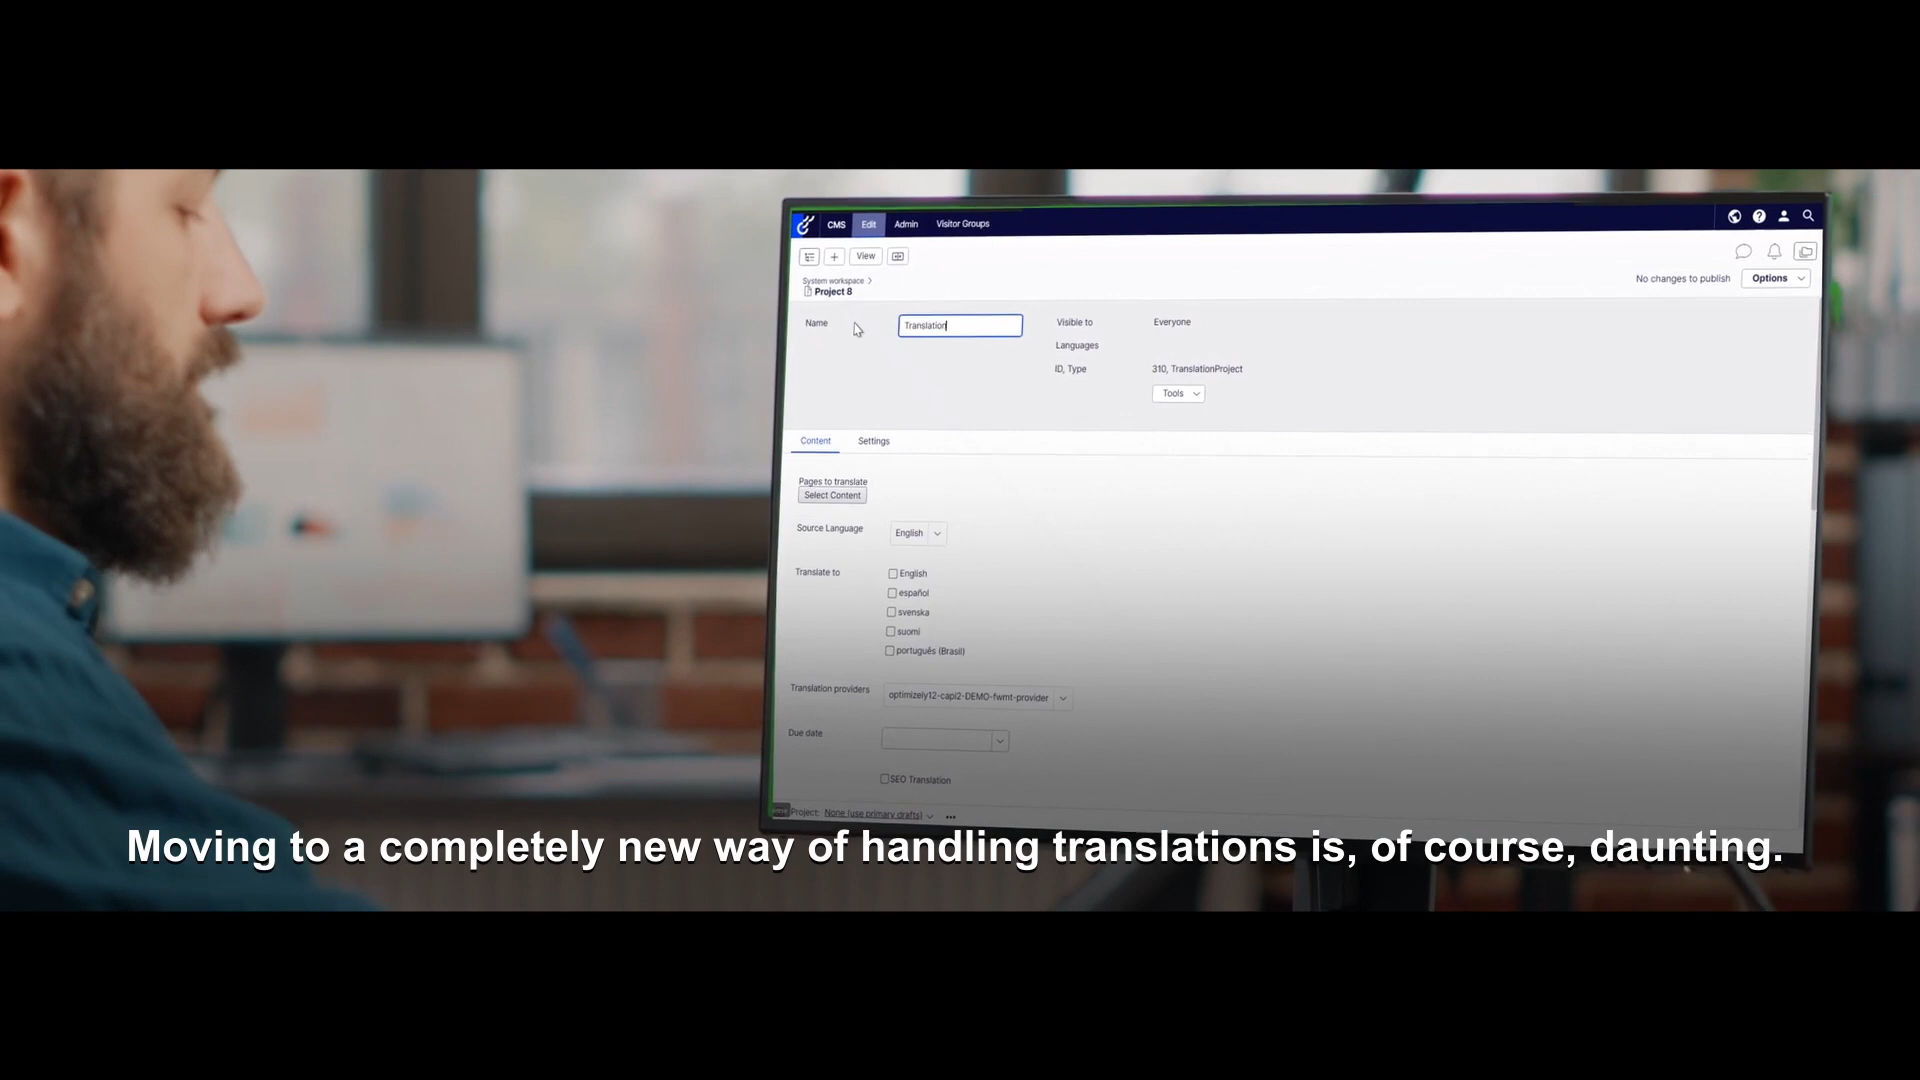 CMS Edit Admin Visitor Groups
View
System workspace
Project 8
No changes to publish Options
Name Translation Visible to Everyone
Languages
ID, Type 310, TranslationProject
Tools
Content Settings
Pages to translate
Select Content
Source Language English
Translate to English
español
svenska
suomi
português (Brasil)
Translation providers optimizely12-capi2-DEMO-fwmt-provider
Due date
SEO Translation
Project: None (use primary drafts)
Moving to a completely new way of handling translations is, of course, daunting.